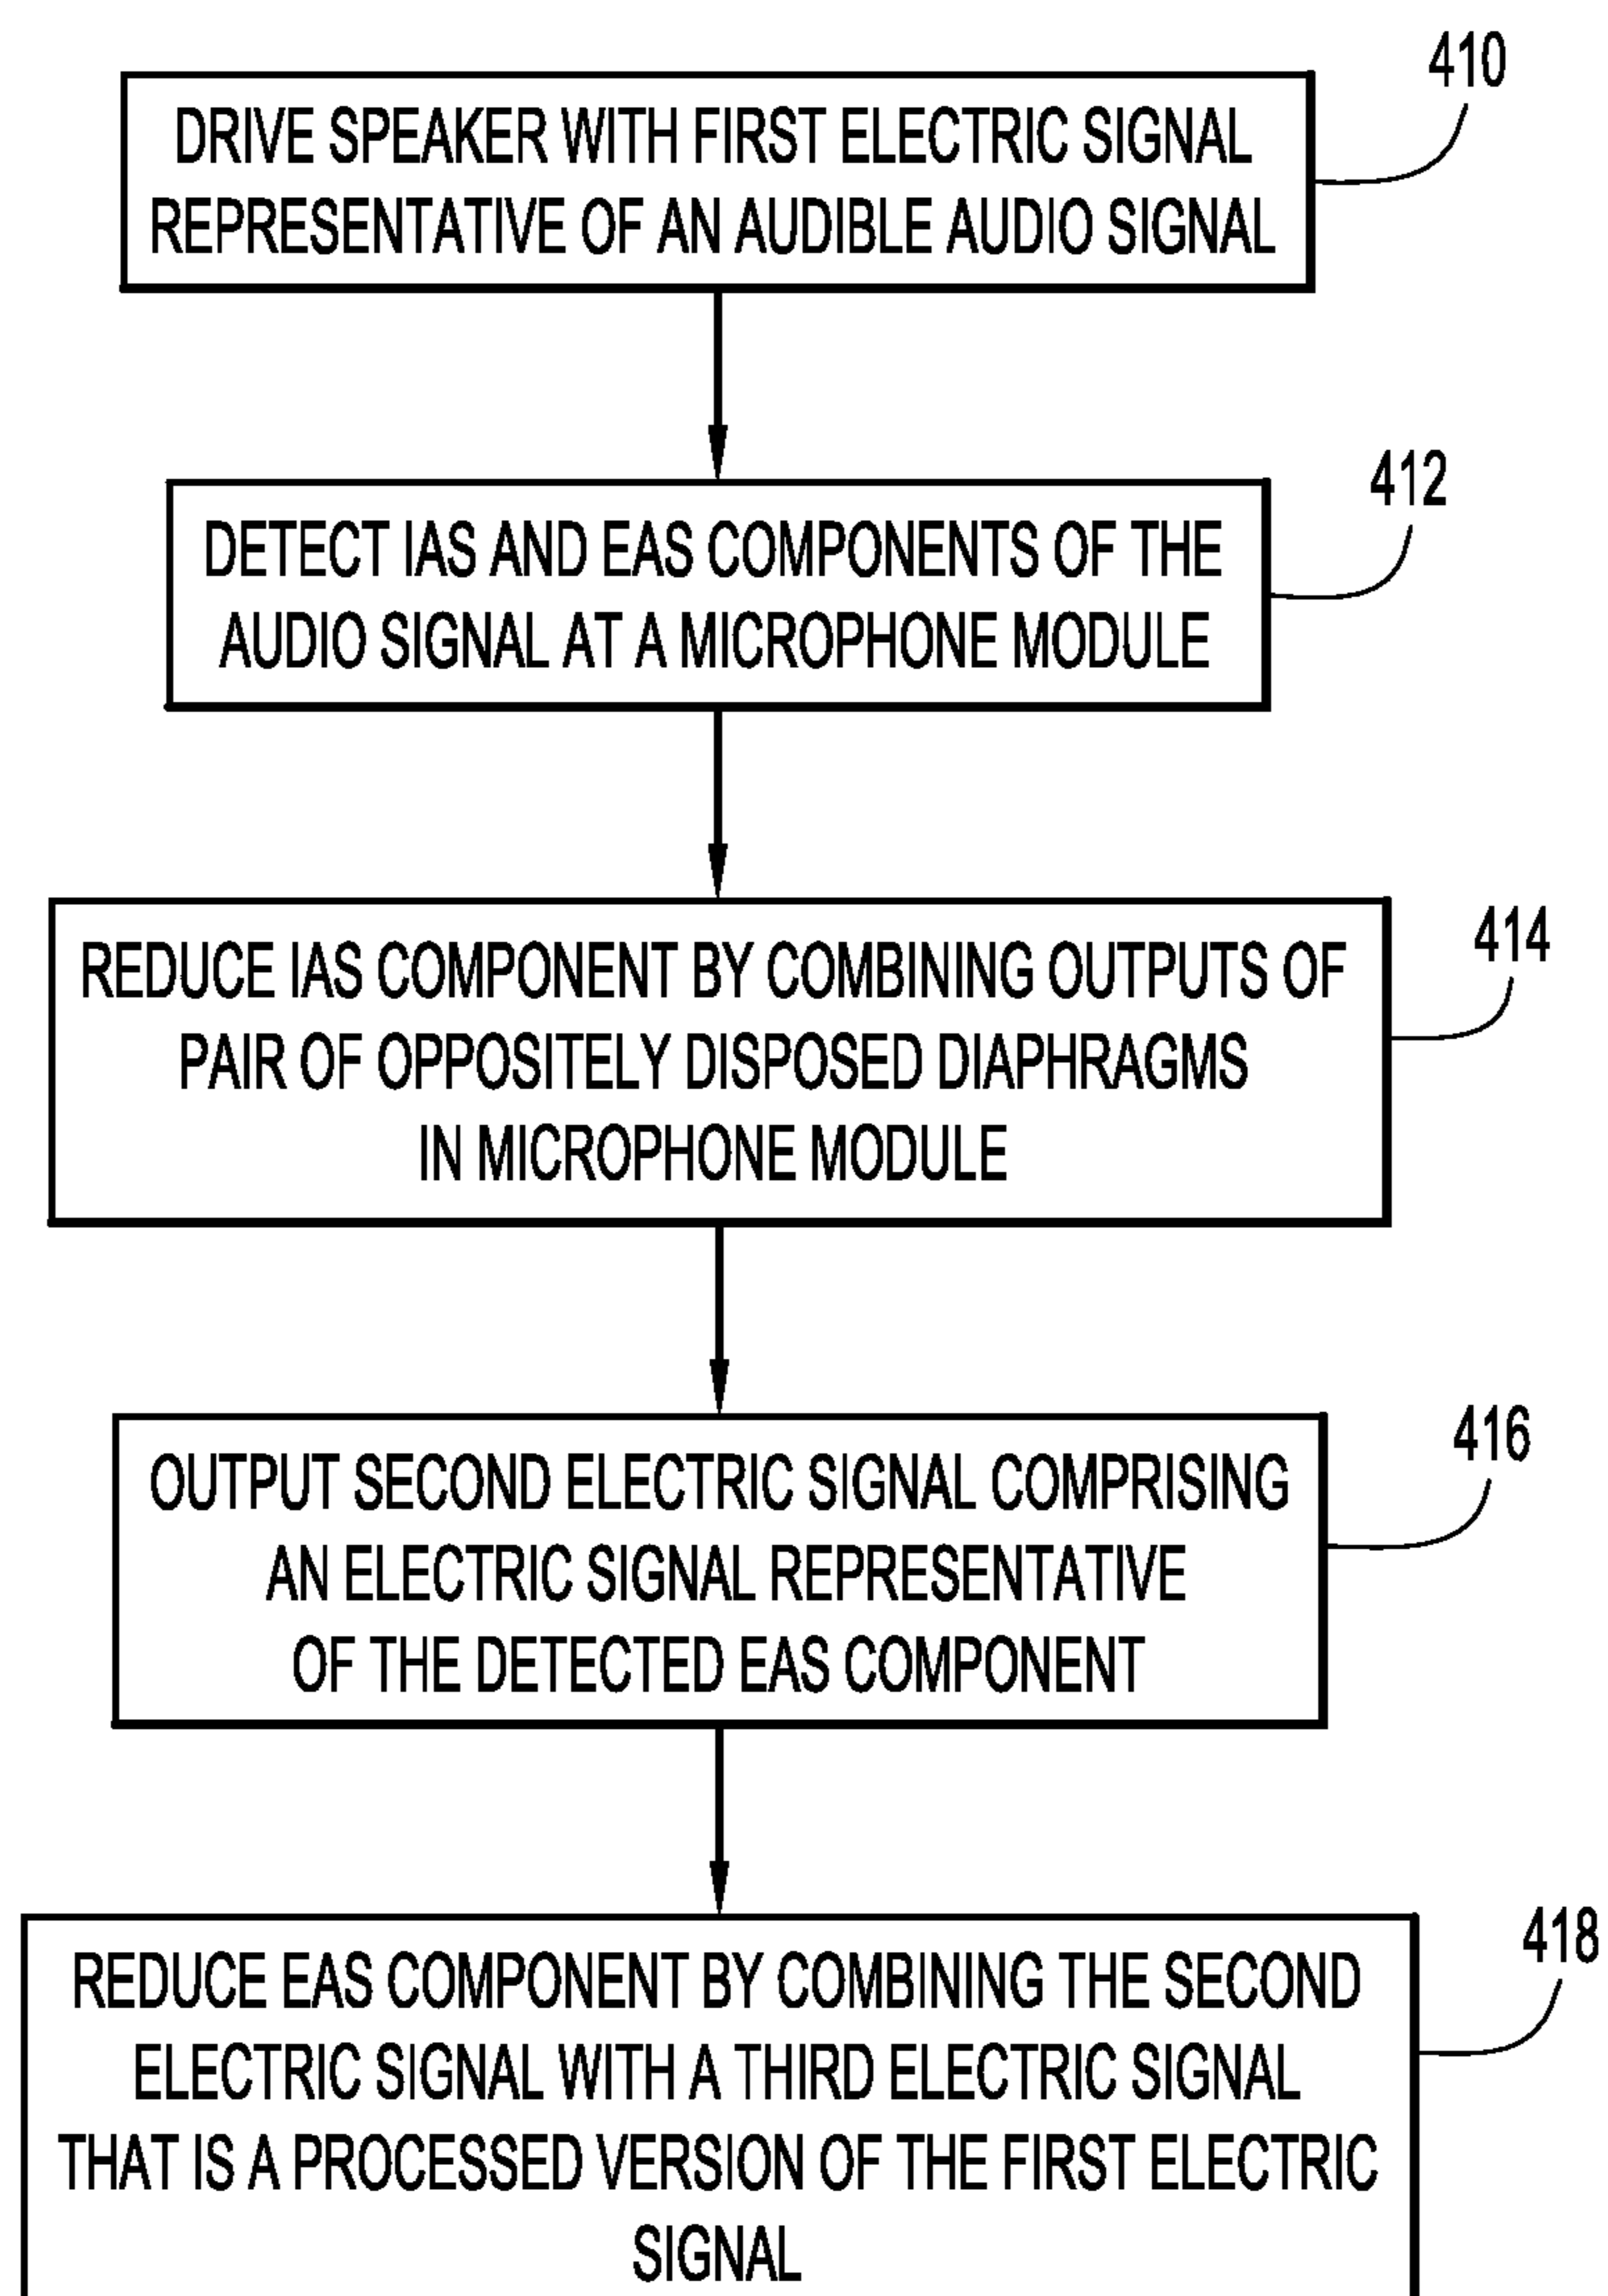 410
DRIVE SPEAKER WITH FIRST ELECTRIC SIGNAL
REPRESENTATIVE OF AN AUDIBLE AUDIO SIGNAL
412
DETECT IAS AND EAS COMPONENTS OF THE
AUDIO SIGNAL AT A MICROPHONE MODULE
414
REDUCE IAS COMPONENT BY COMBINING OUTPUTS OF
PAIR OF OPPOSITELY DISPOSED DIAPHRAGMS
IN MICROPHONE MODULE
416
OUTPUT SECOND ELECTRIC SIGNAL COMPRISING
AN ELECTRIC SIGNAL REPRESENTATIVE
OF THE DETECTED EAS COMPONENT
418
REDUCE EAS COMPONENT BY COMBINING THE SECOND
ELECTRIC SIGNAL WITH A THIRD ELECTRIC SIGNAL
THAT IS A PROCESSED VERSION OF THE FIRST ELECTRIC
SIGNAL